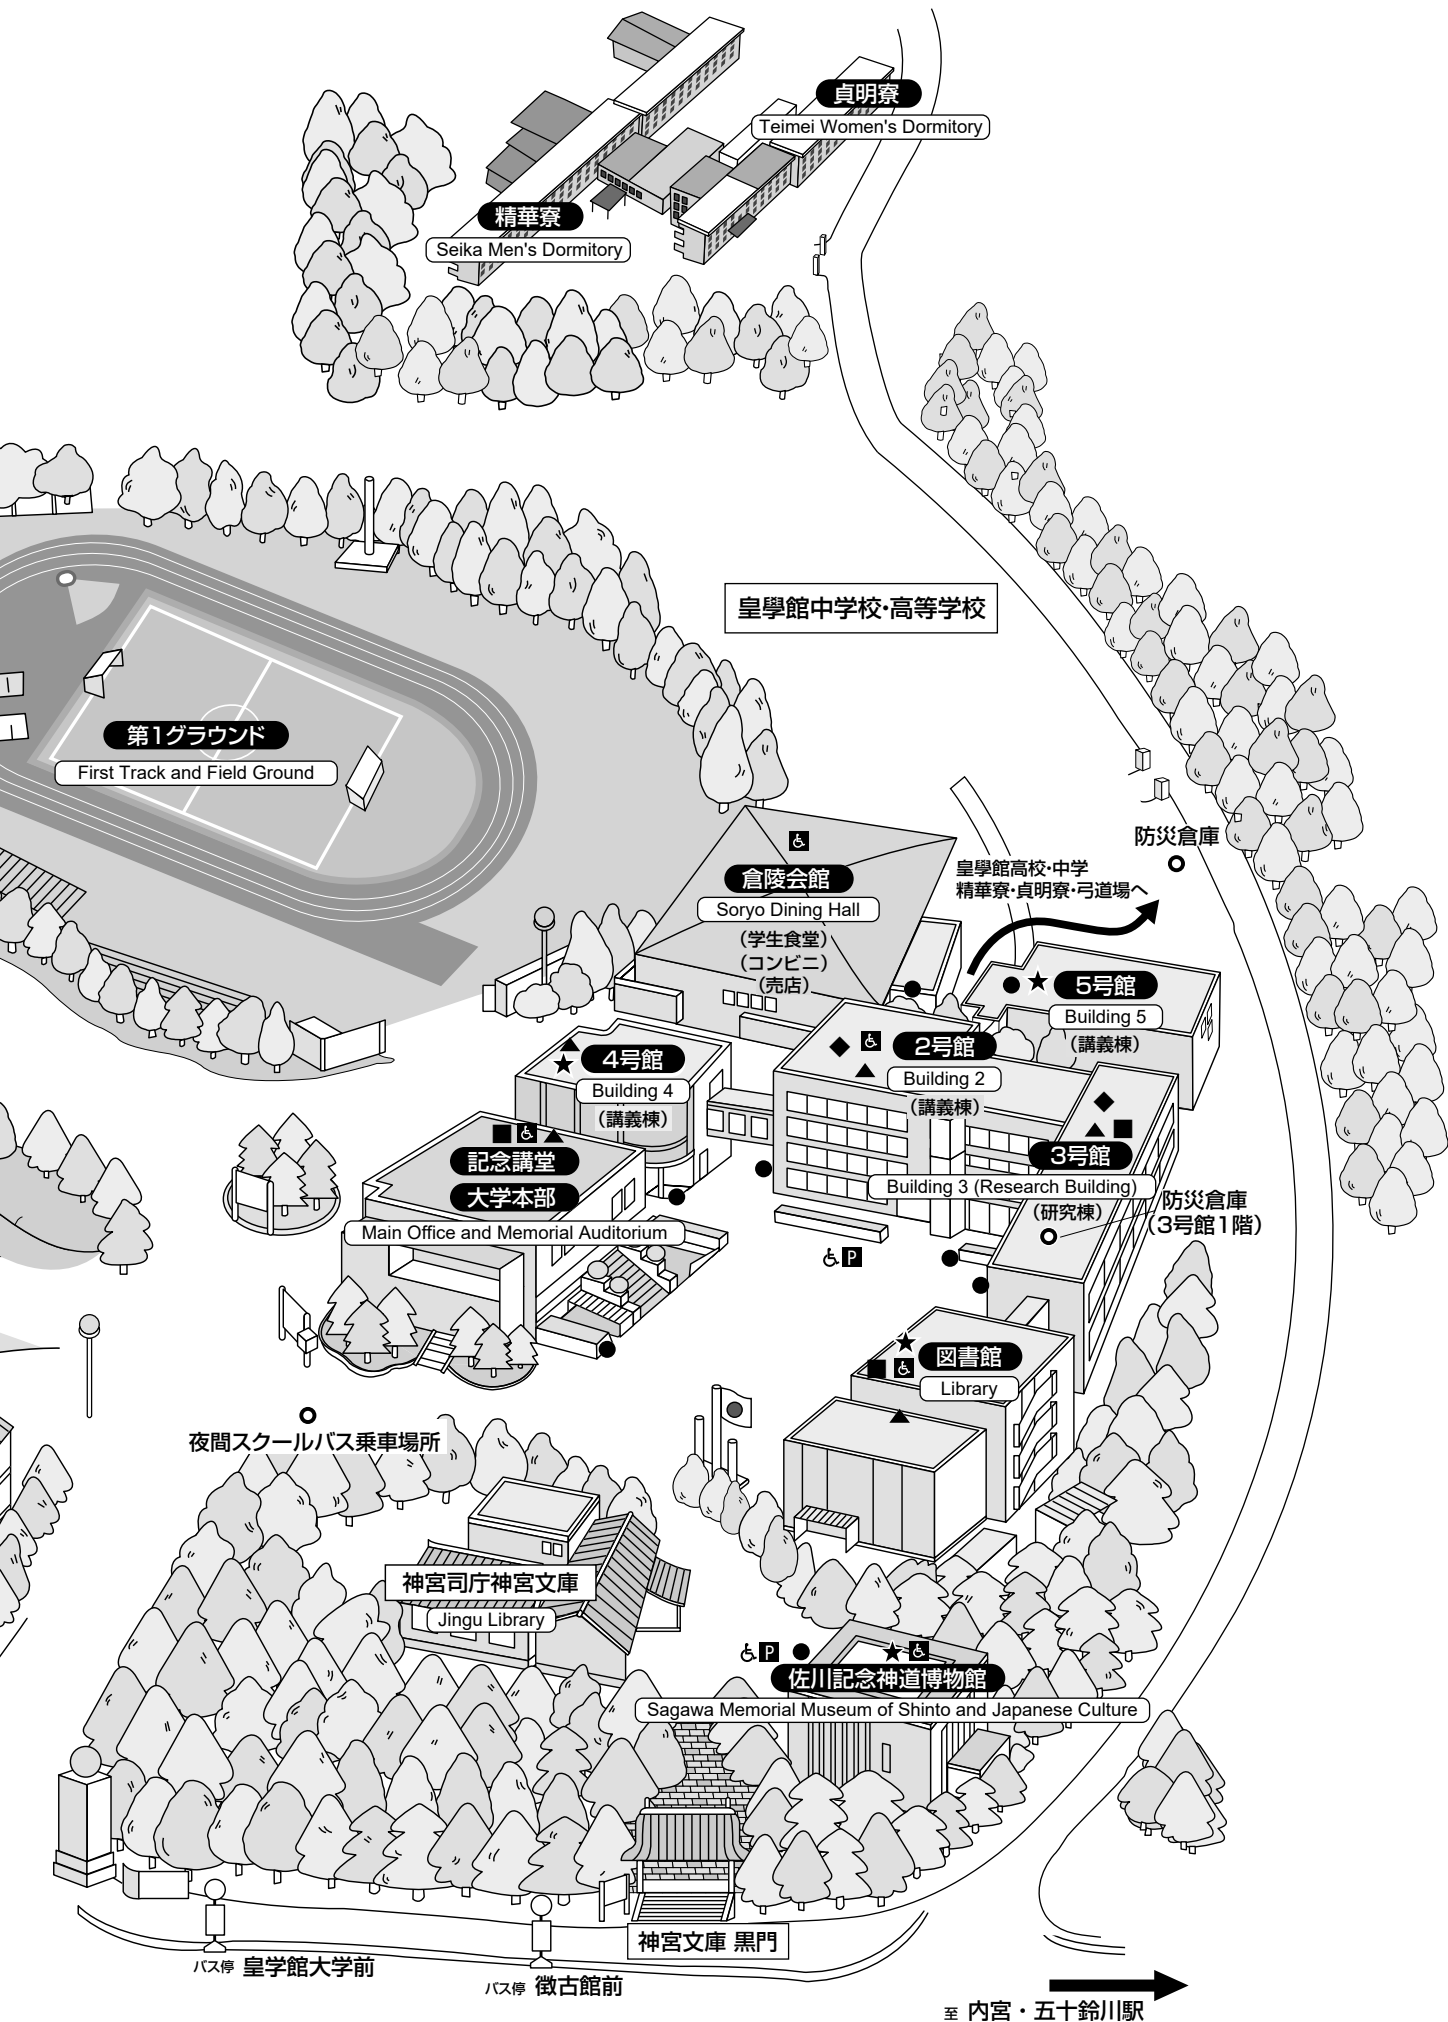 貞明寮
Teimei Women's Dormitory
精華寮
Seika Men's Dormitory
皇學館中学校・高等学校
第1グラウンド
First Track and Field Ground
防災倉庫
皇學館高校・中学
精華寮・貞明寮・弓道場へ
倉陵会館
Soryo Dining Hall
（学生食堂）
（コンビニ）
（売店）
5号館
Building 5
（講義棟）
2号館
Building 2
（講義棟）
4号館
Building 4
（講義棟）
3号館
Building 3 (Research Building)
（研究棟）
防災倉庫
（3号館1階）
記念講堂
大学本部
Main Office and Memorial Auditorium
P
図書館
Library
夜間スクールバス乗車場所
神宮司庁神宮文庫
Jingu Library
P
佐川記念神道博物館
Sagawa Memorial Museum of Shinto and Japanese Culture
神宮文庫 黒門
バス停 皇学館大学前
バス停 徴古館前
至 内宮・五十鈴川駅